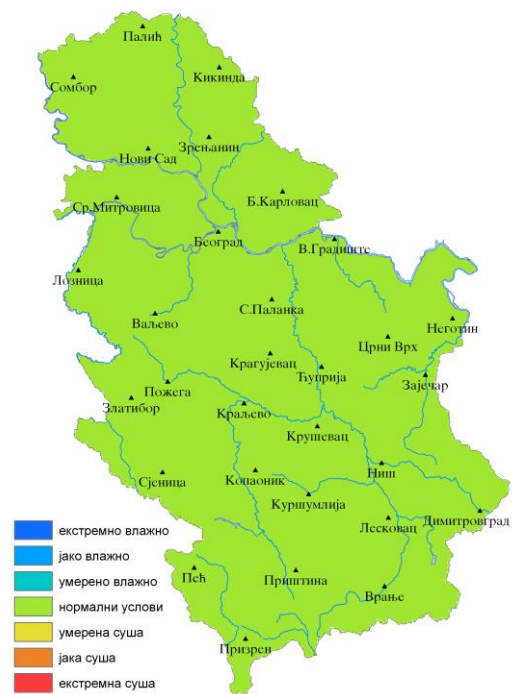 Палић
Сомбор
Кикинда
Зрењанин
Нови Сад
Ср.Митровица
Б.Карловац
Београд
В.Градиште
Лозница
С.Паланка
Ваљево
Неготин
Црни Врх
Крагујевац
Ћуприја
Зајечар
Пожега
Златибор
Краљево
Крушевац
Сјеница
Копаоник
Ниш
Куршумлија
Лесковац
Димитровград
Пећ
Приштина
Врање
Призрен
екстремно влажно
јако влажно
умерено влажно
нормални услови
умерена суша
јака суша
екстремна суша